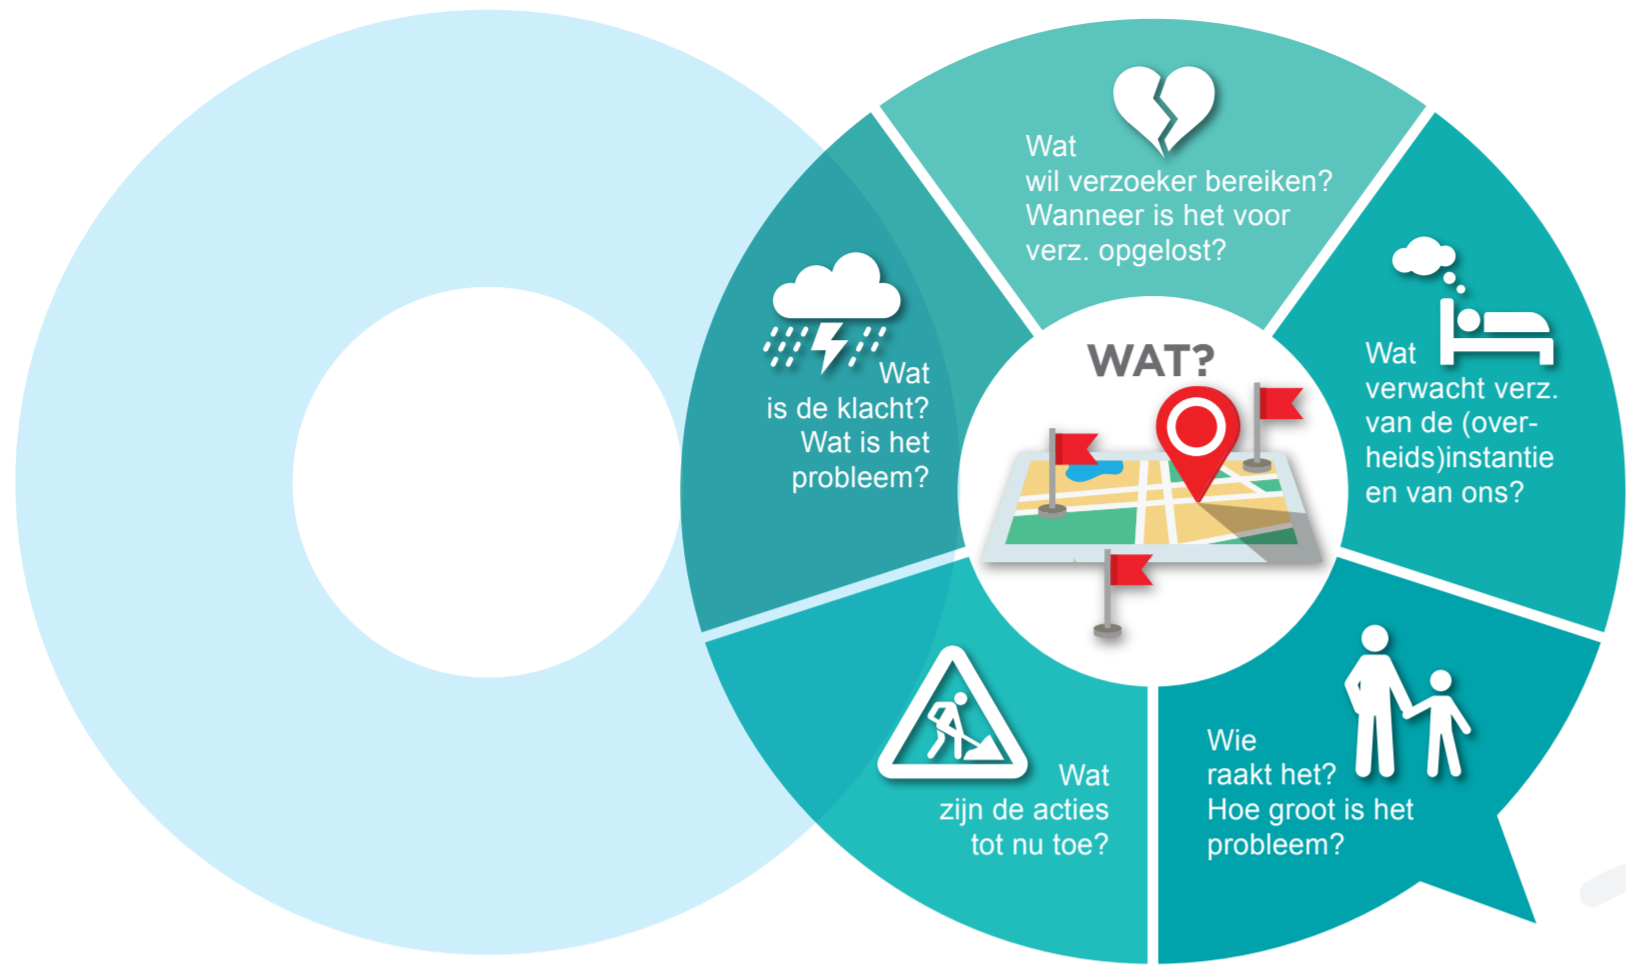 Wat
wil verzoeker bereiken?
Wanneer is het voor
verz. opgelost?
Wat
is de klacht?
Wat is het
probleem?
WAT?
Wat
verwacht verz.
van de (over-
heids)instantie
en van ons?
Wat
zijn de acties
tot nu toe?
Wie
raakt het?
Hoe groot is het
probleem?